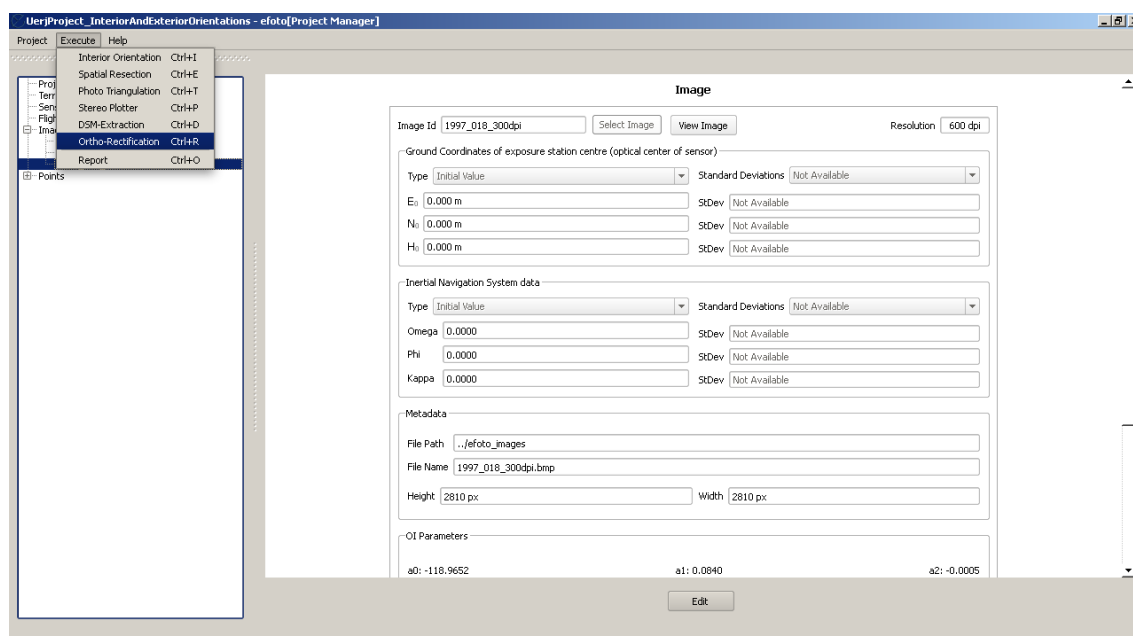 UerjProject_InteriorAndExteriorOrientations - efoto[Project Manager]
Project Execute Help
Interior Orientation Ctrl+I
Spatial Resection Ctrl+E
Photo Triangulation Ctrl+T
Stereo Plotter Ctrl+P
DSM-Extraction Ctrl+D
Ortho-Rectification Ctrl+R
Report Ctrl+O
Proj
Terr
Sens
Fligh
Imag
Points
Image
Image Id 1997_018_300dpi Select Image View Image Resolution 600 dpi
Ground Coordinates of exposure station centre (optical center of sensor)
Type Initial Value Standard Deviations Not Available
E₀ 0.000 m StDev Not Available
N₀ 0.000 m StDev Not Available
H₀ 0.000 m StDev Not Available
Inertial Navigation System data
Type Initial Value Standard Deviations Not Available
Omega 0.0000 StDev Not Available
Phi 0.0000 StDev Not Available
Kappa 0.0000 StDev Not Available
Metadata
File Path ../efoto_images
File Name 1997_018_300dpi.bmp
Height 2810 px Width 2810 px
OI Parameters
a0: -118.9652 a1: 0.0840 a2: -0.0005
Edit